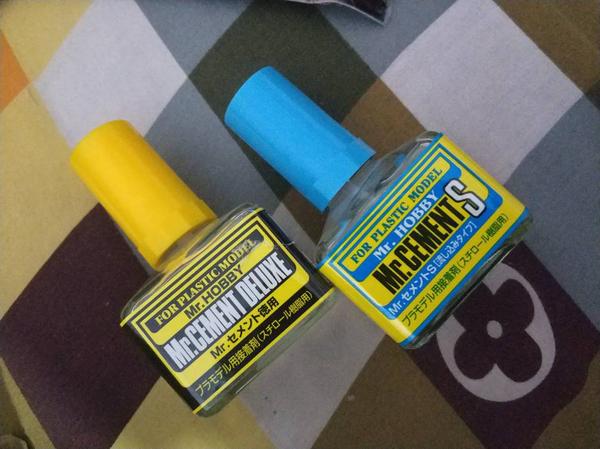 FOR PLASTIC MODEL
Mr. HOBBY
Mr.CEMENT DELUXE
Mr.セメント徳用
プラモデル用接着剤(スチロール樹脂用)
FOR PLASTIC MODEL
Mr. HOBBY
Mr.CEMENT S
Mr.セメントS(流し込みタイプ)
プラモデル用接着剤(スチロール樹脂用)